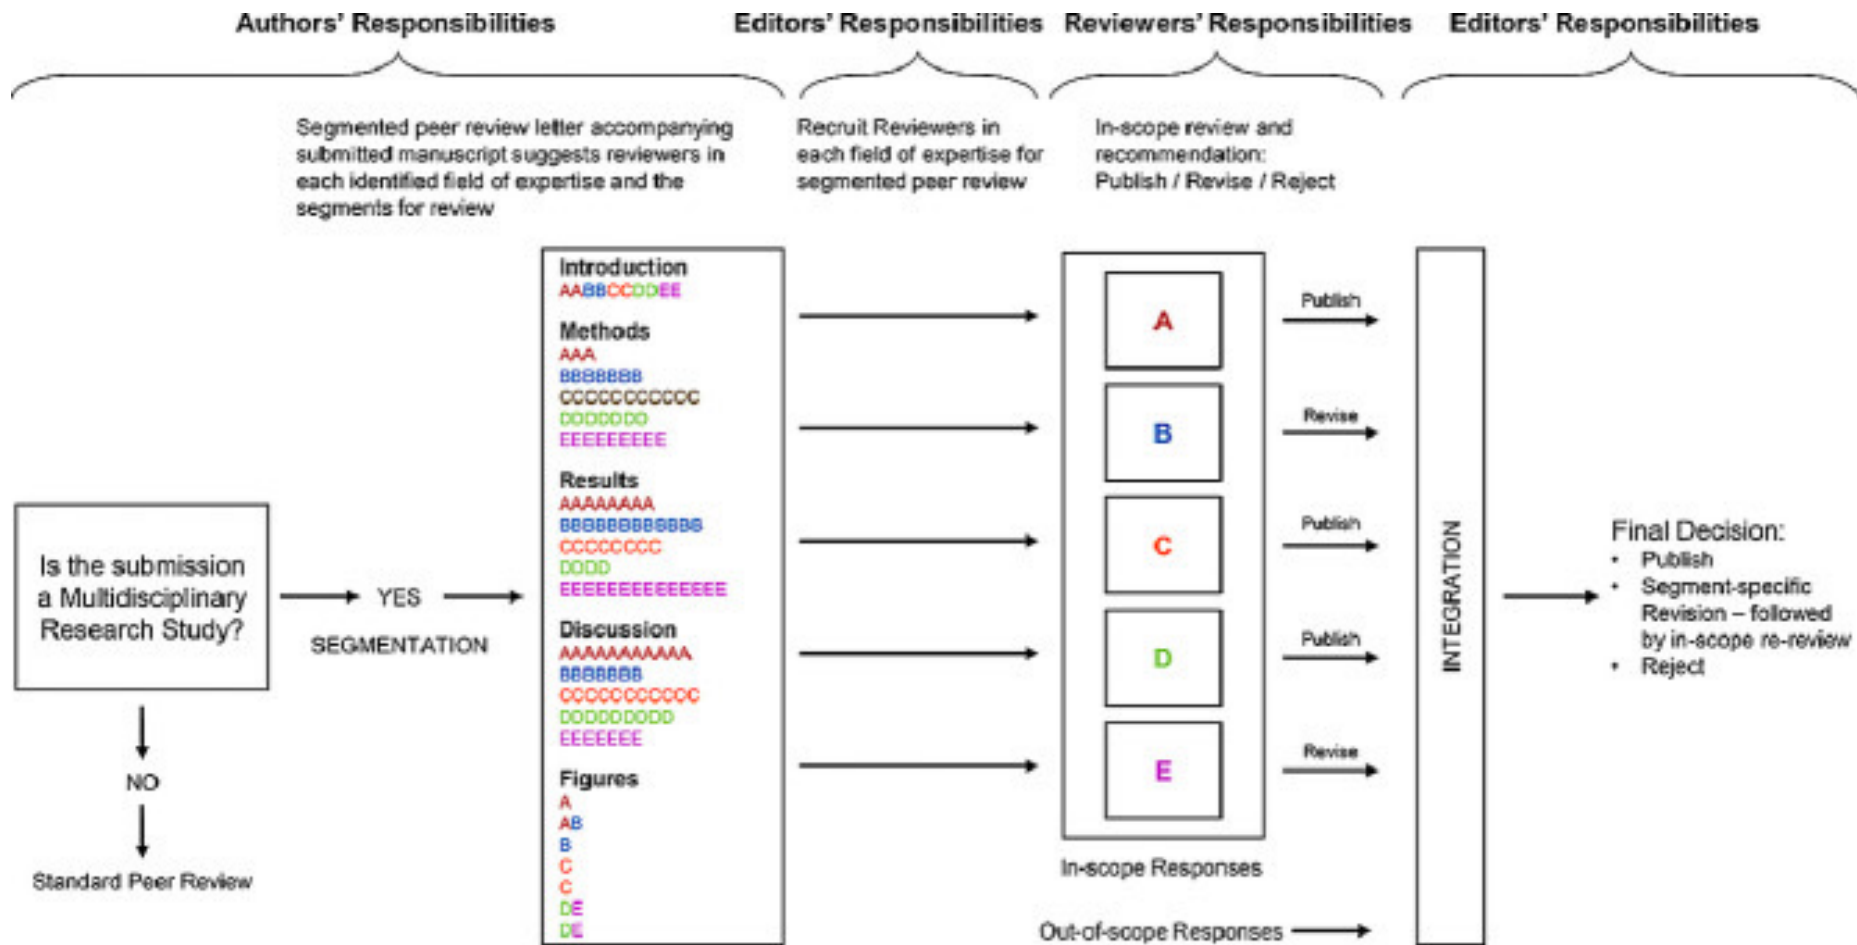 Authors' Responsibilities
Editors' Responsibilities
Reviewers' Responsibilities
Editors' Responsibilities
Segmented peer review letter accompanying
submitted manuscript suggests reviewers in
each identified field of expertise and the
segments for review
Recruit Reviewers in
each field of expertise for
segmented peer review
In-scope review and
recommendation:
Publish / Revise / Reject
Is the submission
a Multidisciplinary
Research Study?
YES
SEGMENTATION
NO
Standard Peer Review
Introduction
AABBCCDDEE
Methods
AAA
BBBBBBB
CCCCCCCCCCC
DDDDDDD
EEEEEEEEE
Results
AAAAAAAA
BBBBBBBBBBBB
CCCCCCCC
DDDD
EEEEEEEEEEEEEE
Discussion
AAAAAAAAAAA
BBBBBBB
CCCCCCCCCCC
DDDDDDDDD
EEEEEEE
Figures
A
AB
B
C
C
DE
DE
A
B
C
D
E
In-scope Responses
Out-of-scope Responses
Publish
Revise
Publish
Publish
Revise
INTEGRATION
Final Decision:
• Publish
• Segment-specific
Revision – followed
by in-scope re-review
• Reject